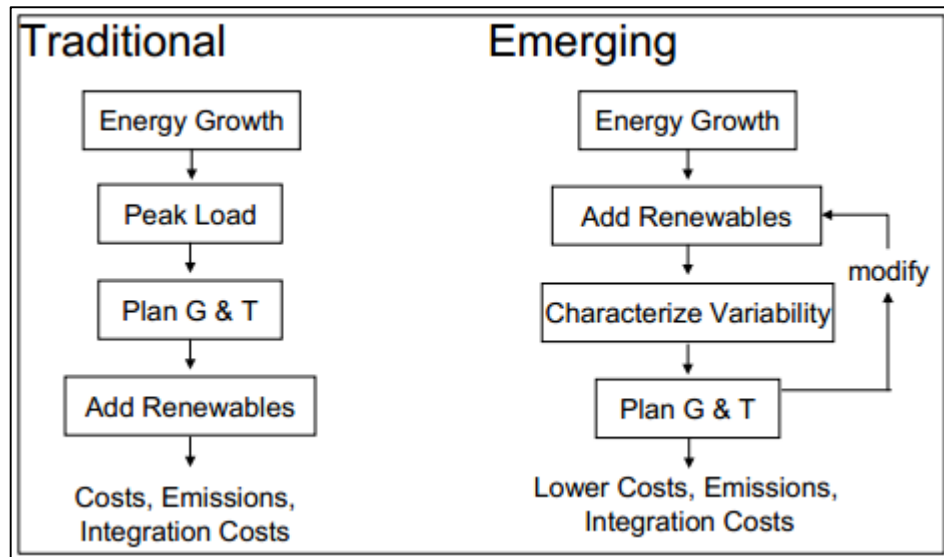 Traditional
Energy Growth
Peak Load
Plan G & T
Add Renewables
Costs, Emissions,
Integration Costs
Emerging
Energy Growth
Add Renewables
modify
Characterize Variability
Plan G & T
Lower Costs, Emissions,
Integration Costs